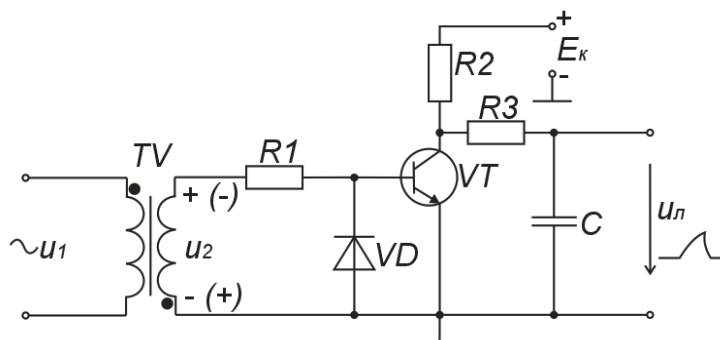 +
Eк
-
R2
R3
TV
R1
VT
+ (-)
~u1
u2
VD
C
uл
- (+)